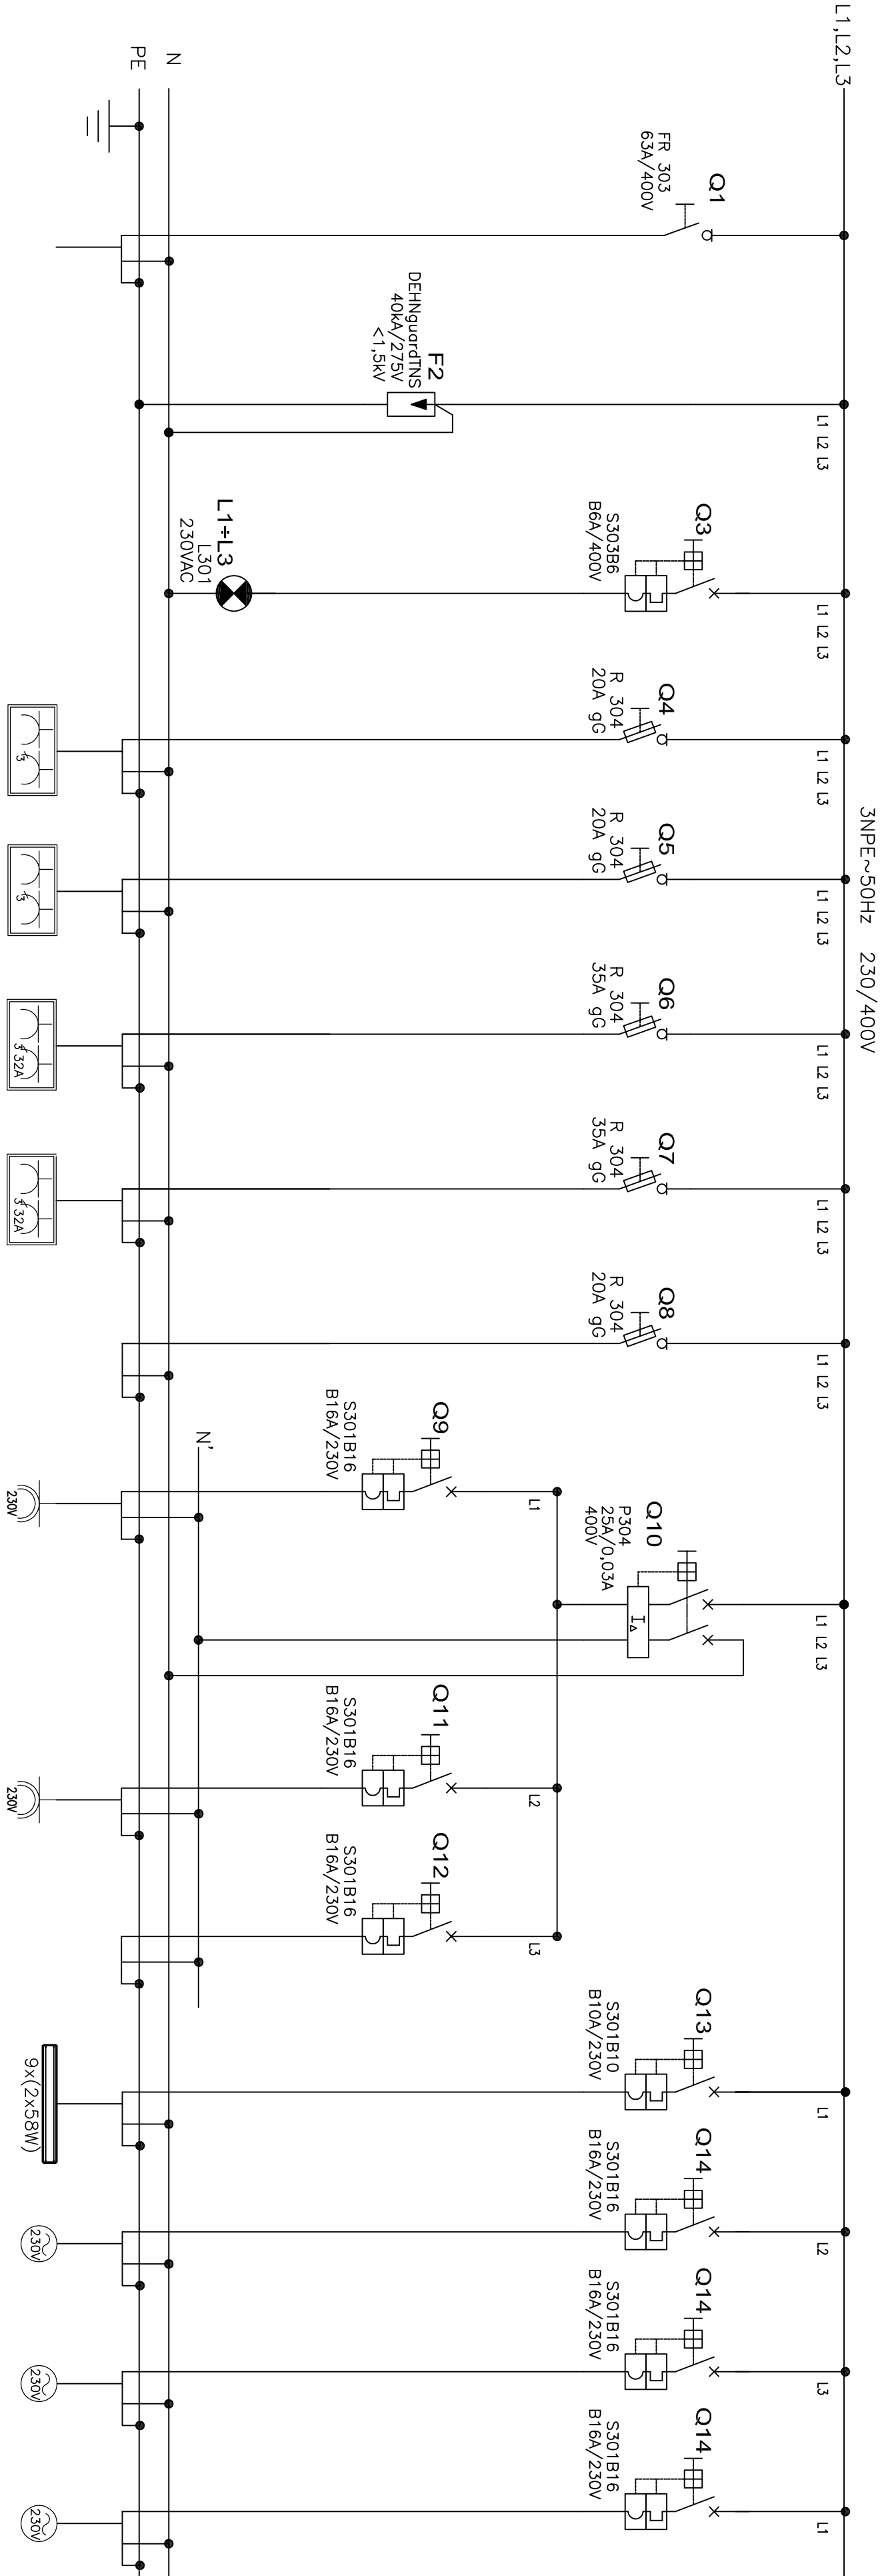 L1,L2,L3
3NPE~50Hz 230/400V
N
PE
Q1
FR 303
63A/400V
F2
DEHNguardTNS
40kA/275V
<1,5kV
L1 L2 L3
Q3
S303B6
B6A/400V
L1 L2 L3
L1÷L3
L301
230VAC
Q4
R 304
20A gG
L1 L2 L3
3
Q5
R 304
20A gG
L1 L2 L3
3
Q6
R 304
35A gG
L1 L2 L3
3 32A
Q7
R 304
35A gG
L1 L2 L3
3 32A
Q8
R 304
20A gG
L1 L2 L3
N'
Q9
S301B16
B16A/230V
L1
230V
Q10
P304
25A/0,03A
400V
I△
L1 L2 L3
Q11
S301B16
B16A/230V
L2
230V
Q12
S301B16
B16A/230V
L3
Q13
S301B10
B10A/230V
L1
9x(2x58W)
Q14
S301B16
B16A/230V
L2
230V
Q14
S301B16
B16A/230V
L3
230V
Q14
S301B16
B16A/230V
L1
230V